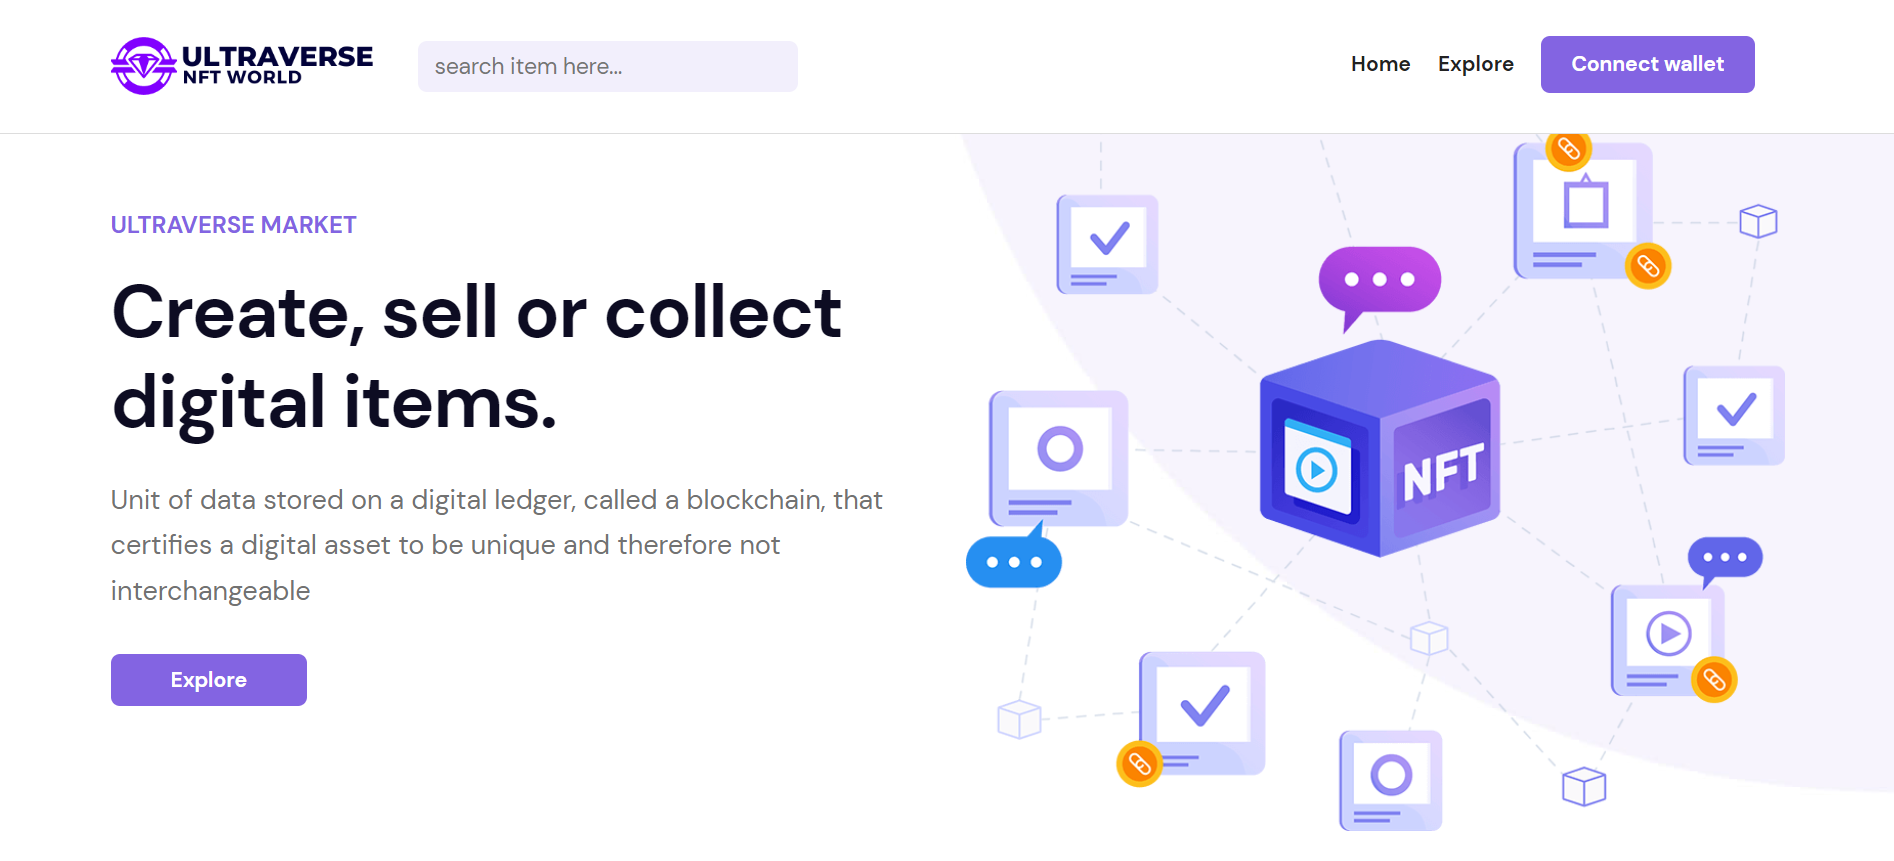 ULTRAVERSE
NFT WORLD
search item here...
Home
Explore
Connect wallet
ULTRAVERSE MARKET
Create, sell or collect
digital items.
Unit of data stored on a digital ledger, called a blockchain, that
certifies a digital asset to be unique and therefore not
interchangeable
Explore
NFT